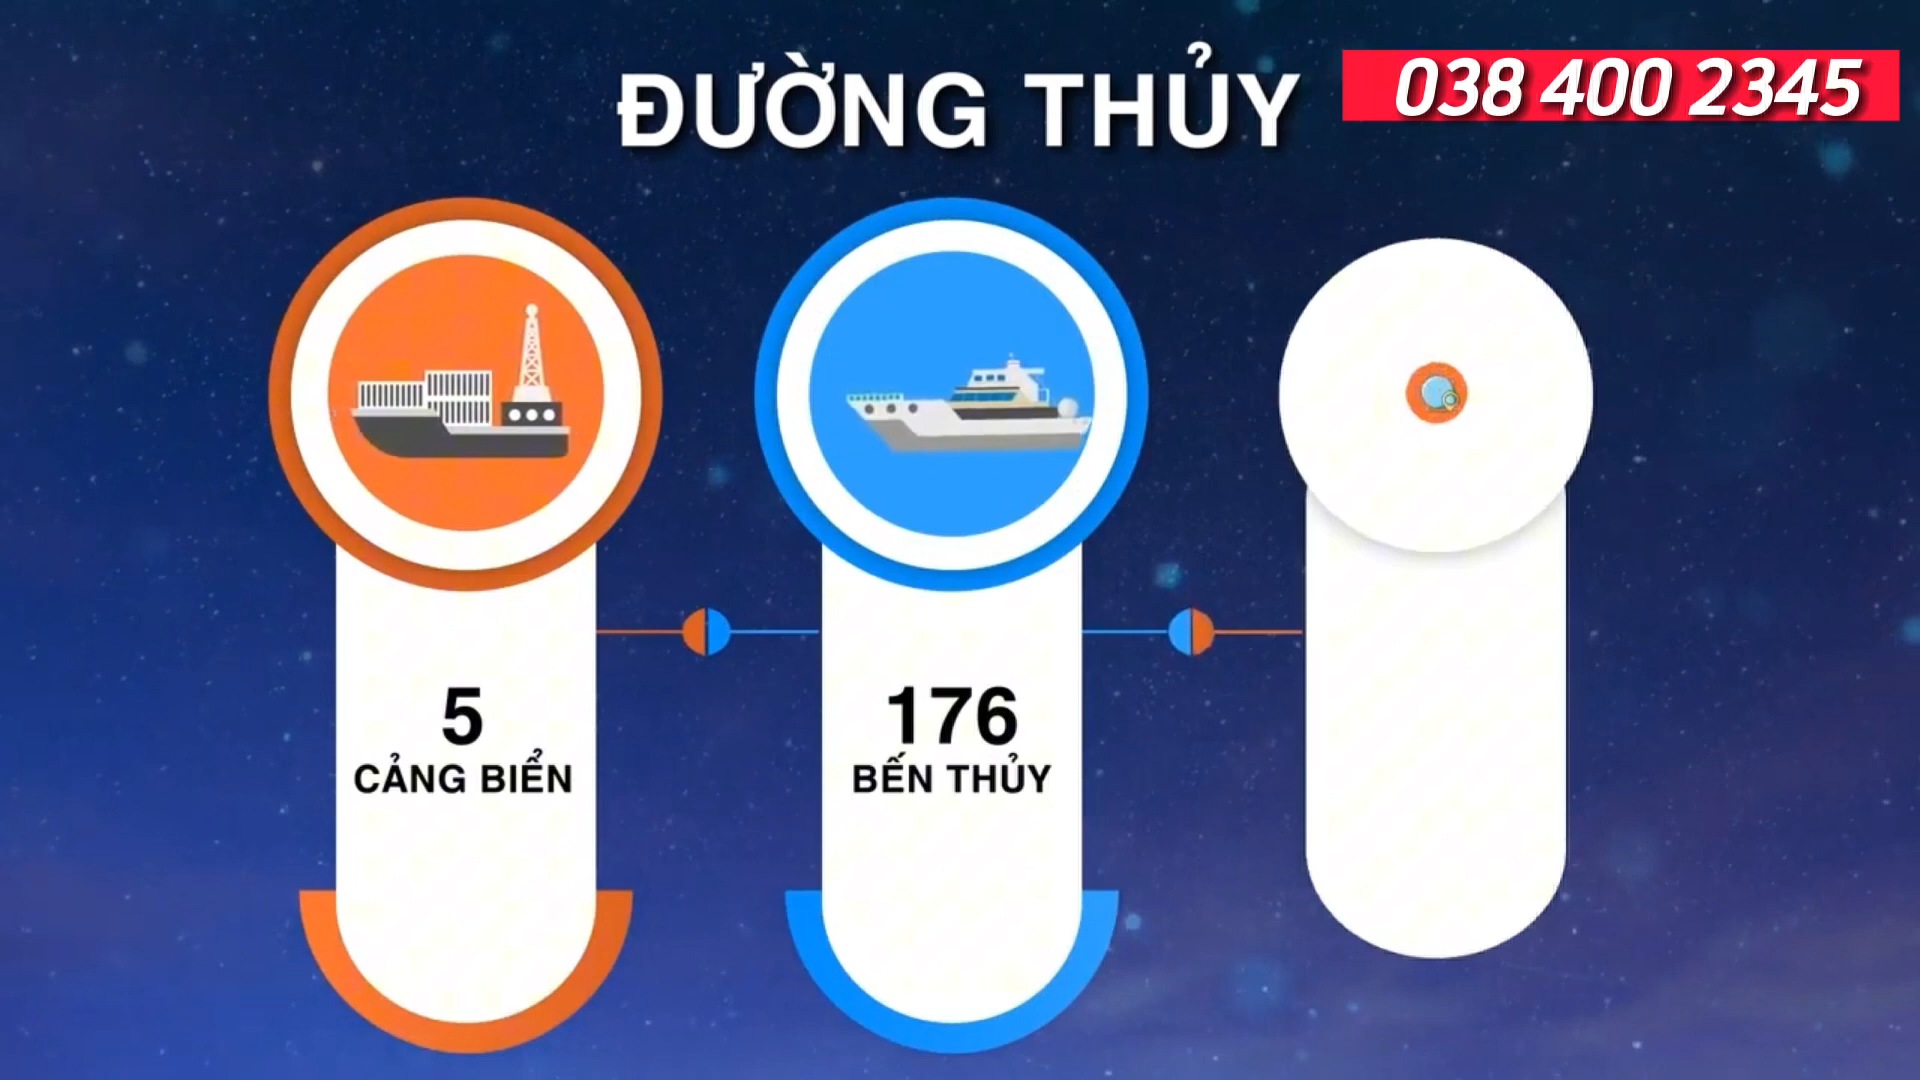 ĐƯỜNG THỦY
038 400 2345
5
CẢNG BIỂN
176
BẾN THỦY